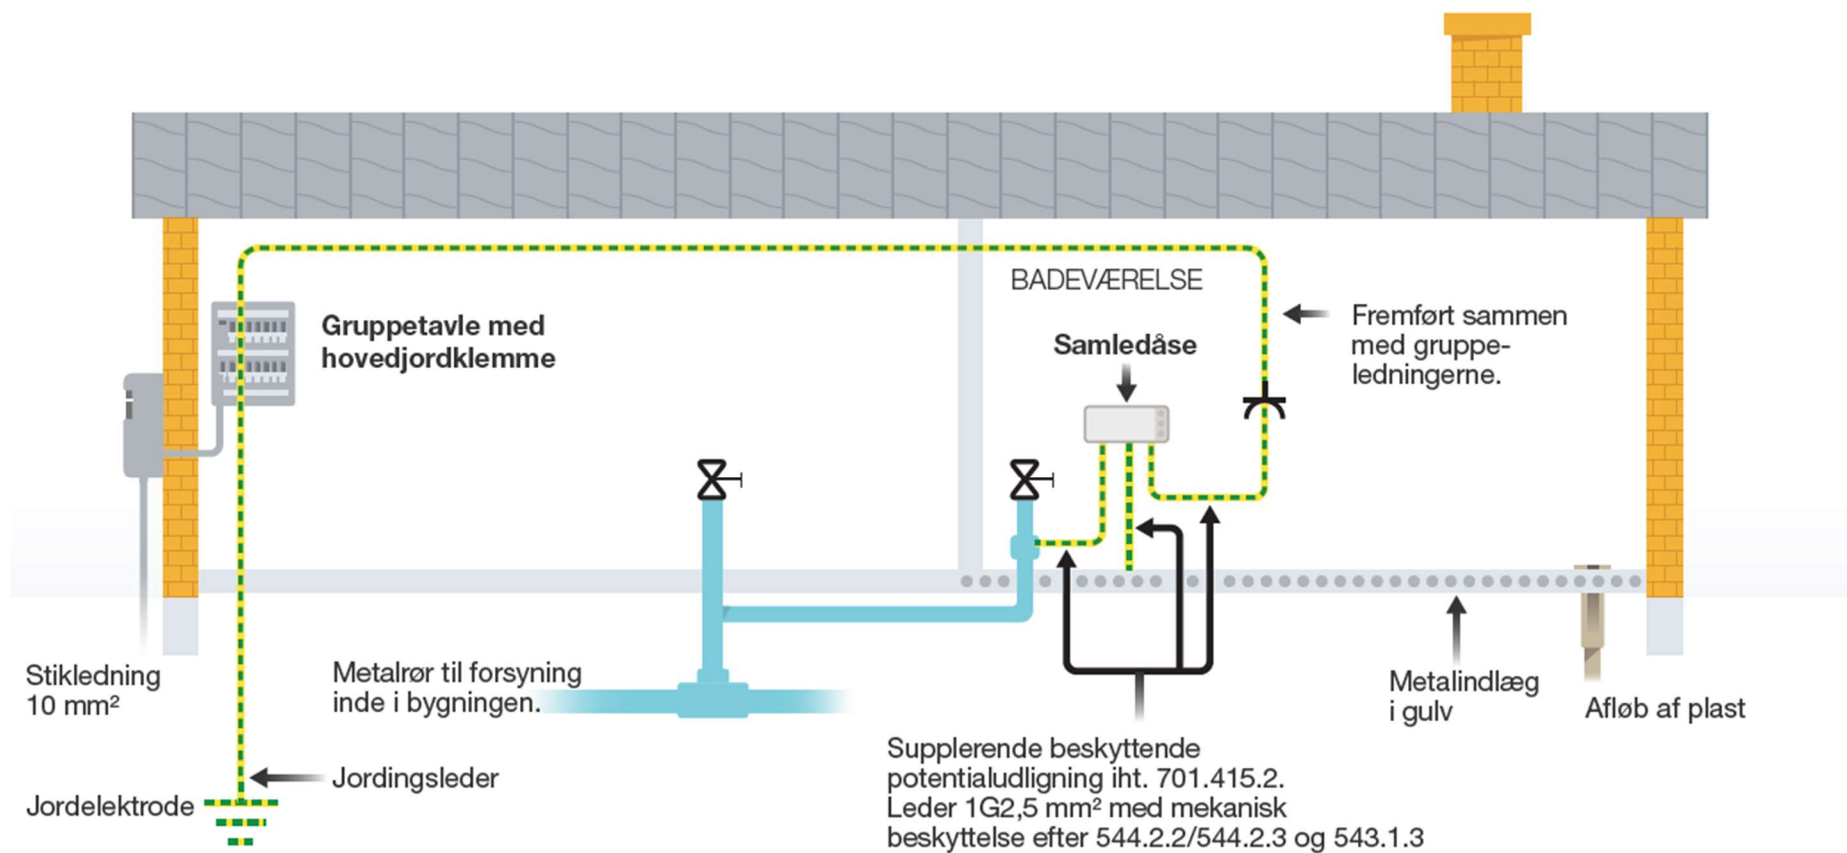 BADEVÆRELSE
Gruppetavle med
hovedjordklemme
Samledåse
Fremført sammen
med gruppe-
ledningerne.
Stikledning
10 mm²
Metalrør til forsyning
inde i bygningen.
Metalindlæg
i gulv
Afløb af plast
Jordingsleder
Jordelektrode
Supplerende beskyttende
potentialudligning iht. 701.415.2.
Leder 1G2,5 mm² med mekanisk
beskyttelse efter 544.2.2/544.2.3 og 543.1.3